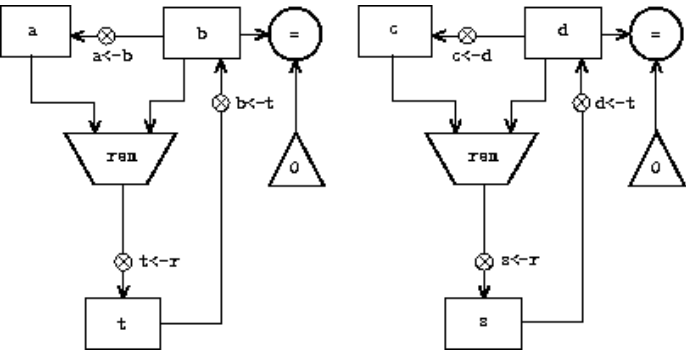 a b = c d =
a<-b c<-d
b<-t d<-t
rem 0 rem 0
t<-r s<-r
t s